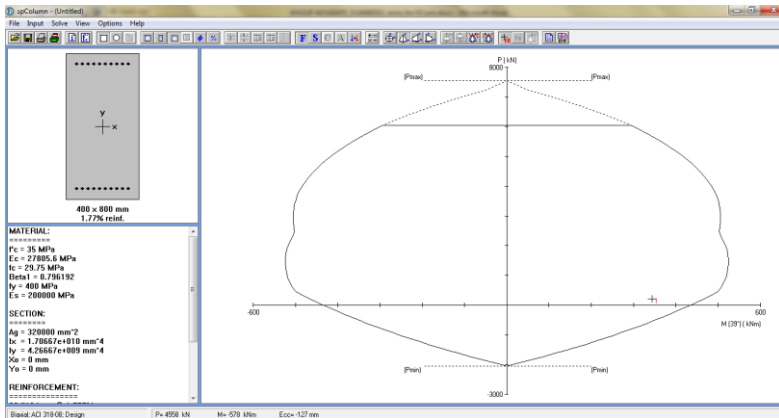 spColumn - (Untitled)
File Input Solve View Options Help
P ( kN)
8000
(Pmax)
(Pmax)
y
x
400 x 800 mm
1.77% reinf.
MATERIAL:
=========
f'c = 35 MPa
Ec = 27805.6 MPa
fc = 29.75 MPa
Beta1 = 0.796192
fy = 400 MPa
Es = 200000 MPa
SECTION:
========
Ag = 320000 mm^2
Ix = 1.70667e+010 mm^4
Iy = 4.26667e+009 mm^4
Xo = 0 mm
Yo = 0 mm
REINFORCEMENT:
==============
1
-600
600
M (39°) ( kNm)
(Pmin)
(Pmin)
-3000
Biaxial; ACI 318-08; Design
P= 4558 kN M= -578 kNm Ecc= -127 mm